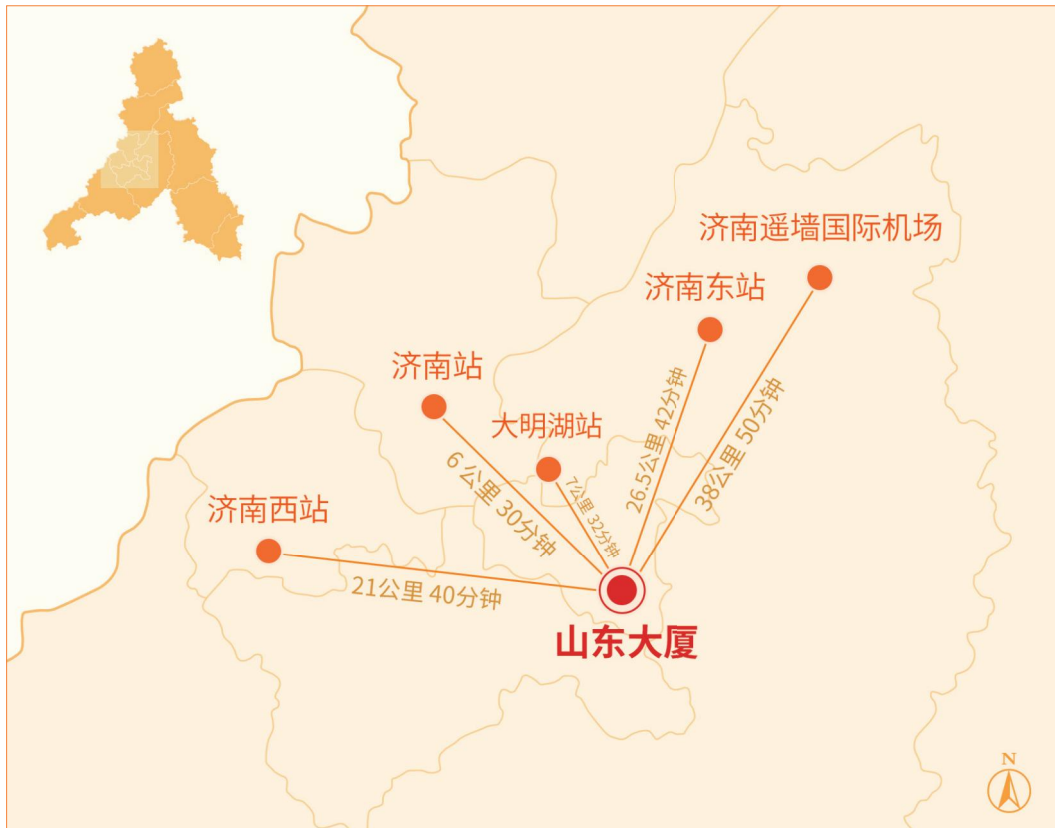 济南遥墙国际机场
济南东站
济南站
大明湖站
济南西站
6 公里 30分钟
7公里 32分钟
26.5公里 42分钟
38公里 50分钟
21公里 40分钟
山东大厦
N